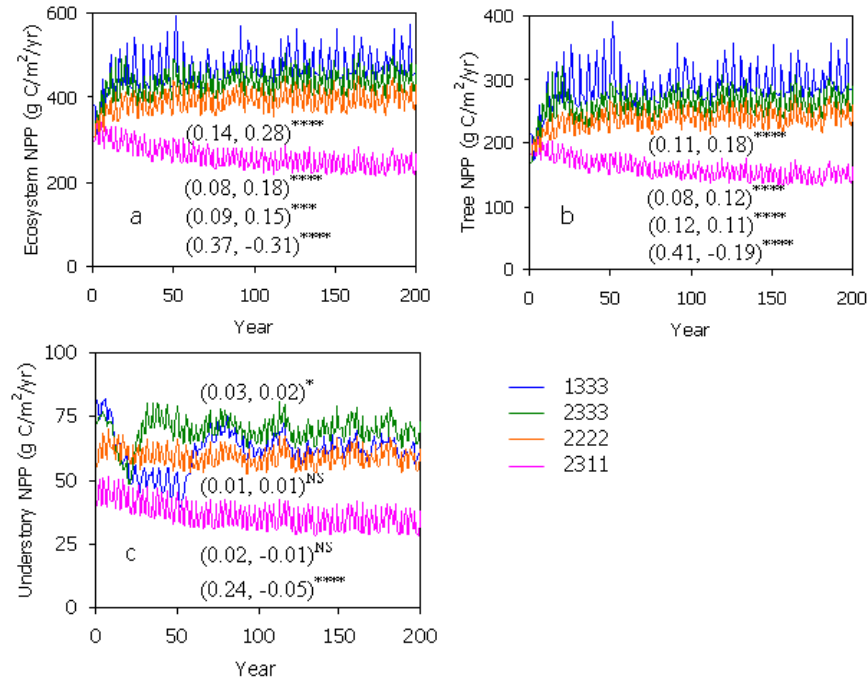 600
400
200
0
Ecosystem NPP (g C/m²/yr)
(0.14, 0.28)****
(0.08, 0.18)****
(0.09, 0.15)***
(0.37, -0.31)****
a
0 50 100 150 200
Year
400
300
200
100
0
Tree NPP (g C/m²/yr)
(0.11, 0.18)****
(0.08, 0.12)****
(0.12, 0.11)****
(0.41, -0.19)****
b
0 50 100 150 200
Year
100
75
50
25
0
Understory NPP (g C/m²/yr)
(0.03, 0.02)*
(0.01, 0.01)NS
(0.02, -0.01)NS
(0.24, -0.05)****
c
0 50 100 150 200
Year
1333
2333
2222
2311